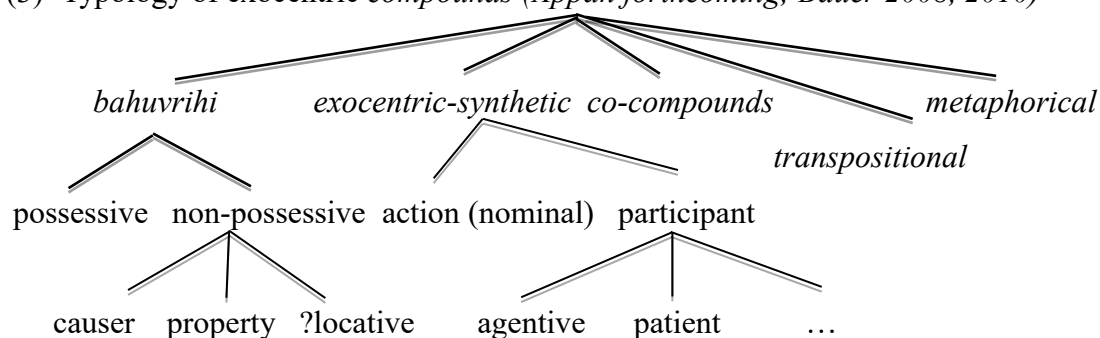 (3) Typology of exocentric compounds (Appah forthcoming; Bauer 2008, 2010)
bahuvrihi exocentric-synthetic co-compounds metaphorical
transpositional
possessive non-possessive action (nominal) participant
causer property ?locative agentive patient …